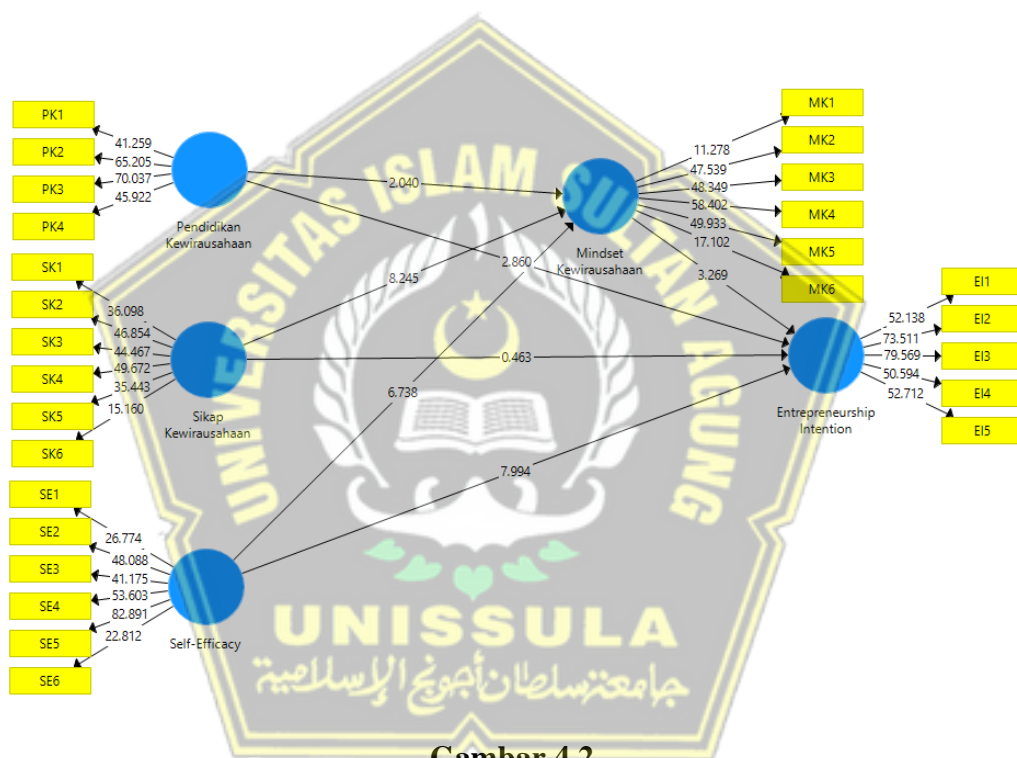 PK1
PK2
PK3
PK4
41.259
65.205
70.037
45.922
Pendidikan
Kewirausahaan
SK1
SK2
SK3
SK4
SK5
SK6
36.098
46.854
44.467
49.672
35.443
15.160
Sikap
Kewirausahaan
SE1
SE2
SE3
SE4
SE5
SE6
26.774
48.088
41.175
53.603
82.891
22.812
Self-Efficacy
2.040
2.860
8.245
0.463
6.738
7.994
3.269
Mindset
Kewirausahaan
11.278
47.539
48.349
58.402
49.933
17.102
MK1
MK2
MK3
MK4
MK5
MK6
Entrepreneurship
Intention
52.138
73.511
79.569
50.594
52.712
EI1
EI2
EI3
EI4
EI5
UNIVERSITAS ISLAM SULTAN AGUNG
UNISSULA
جامعتنسلطان أجونج الإسلامية
Gambar 4.2